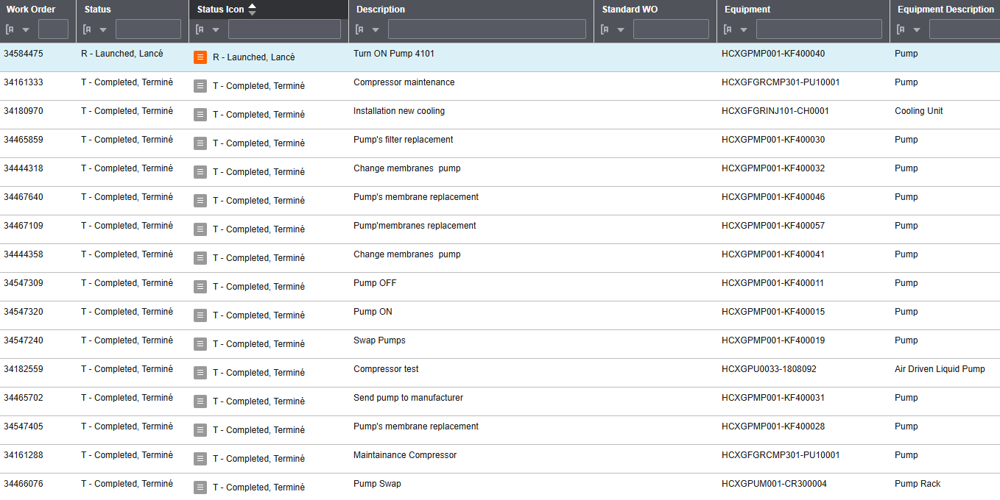 Work Order Status Status Icon Description Standard WO Equipment Equipment Description
34584475 R - Launched, Lancé R - Launched, Lancé Turn ON Pump 4101 HCXGPMP001-KF400040 Pump
34161333 T - Completed, Terminé T - Completed, Terminé Compressor maintenance HCXGFGRCMP301-PU10001 Pump
34180970 T - Completed, Terminé T - Completed, Terminé Installation new cooling HCXGFGRINJ101-CH0001 Cooling Unit
34465859 T - Completed, Terminé T - Completed, Terminé Pump's filter replacement HCXGPMP001-KF400030 Pump
34444318 T - Completed, Terminé T - Completed, Terminé Change membranes  pump HCXGPMP001-KF400032 Pump
34467640 T - Completed, Terminé T - Completed, Terminé Pump's membrane replacement HCXGPMP001-KF400046 Pump
34467109 T - Completed, Terminé T - Completed, Terminé Pump'membranes replacement HCXGPMP001-KF400057 Pump
34444358 T - Completed, Terminé T - Completed, Terminé Change membranes  pump HCXGPMP001-KF400041 Pump
34547309 T - Completed, Terminé T - Completed, Terminé Pump OFF HCXGPMP001-KF400011 Pump
34547320 T - Completed, Terminé T - Completed, Terminé Pump ON HCXGPMP001-KF400015 Pump
34547240 T - Completed, Terminé T - Completed, Terminé Swap Pumps HCXGPMP001-KF400019 Pump
34182559 T - Completed, Terminé T - Completed, Terminé Compressor test HCXGPU0033-1808092 Air Driven Liquid Pump
34465702 T - Completed, Terminé T - Completed, Terminé Send pump to manufacturer HCXGPMP001-KF400031 Pump
34547405 T - Completed, Terminé T - Completed, Terminé Pump's membrane replacement HCXGPMP001-KF400028 Pump
34161288 T - Completed, Terminé T - Completed, Terminé Maintainance Compressor HCXGFGRCMP301-PU10001 Pump
34466076 T - Completed, Terminé T - Completed, Terminé Pump Swap HCXGPUM001-CR300004 Pump Rack